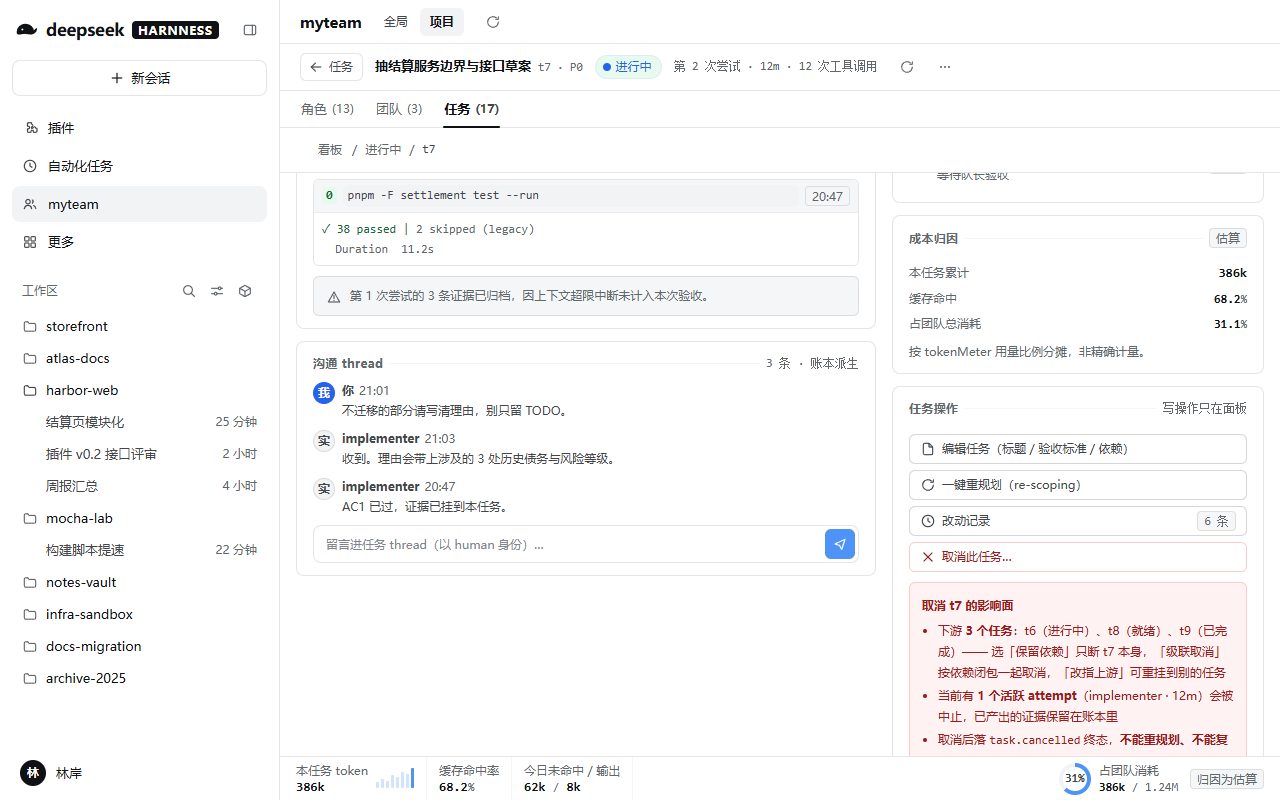 deepseek HARNNESS
新会话
插件
自动化任务
myteam
更多
工作区
storefront
atlas-docs
harbor-web
结算页模块化 25 分钟
插件 v0.2 接口评审 2 小时
周报汇总 4 小时
mocha-lab
构建脚本提速 22 分钟
notes-vault
infra-sandbox
docs-migration
archive-2025
林 林岸
myteam 全局 项目
任务 抽结算服务边界与接口草案 t7 · P0 进行中 第 2 次尝试 · 12m · 12 次工具调用 ...
角色 (13) 团队 (3) 任务 (17)
看板 / 进行中 / t7
0 pnpm -F settlement test --run 20:47
✓ 38 passed | 2 skipped (legacy)
Duration 11.2s
第 1 次尝试的 3 条证据已归档，因上下文超限中断未计入本次验收。
沟通 thread 3 条 · 账本派生
我 你 21:01
不迁移的部分请写清理由，别只留 TODO。
实 implementer 21:03
收到。理由会带上涉及的 3 处历史债务与风险等级。
实 implementer 20:47
AC1 已过，证据已挂到本任务。
留言进任务 thread（以 human 身份）...
等待队长验收
成本归因 估算
本任务累计 386k
缓存命中 68.2%
占团队总消耗 31.1%
按 tokenMeter 用量比例分摊，非精确计量。
任务操作 写操作只在面板
编辑任务（标题 / 验收标准 / 依赖）
一键重规划（re-scoping）
改动记录 6 条
取消此任务...
取消 t7 的影响面
• 下游 3 个任务：t6（进行中）、t8（就绪）、t9（已完
成）—— 选「保留依赖」只断 t7 本身，「级联取消」
按依赖闭包一起取消，「改指上游」可重挂到别的任务
• 当前有 1 个活跃 attempt（implementer · 12m）会被
中止，已产出的证据保留在账本里
• 取消后落 task.cancelled 终态，不能重规划、不能复
本任务 token
386k
缓存命中率
68.2%
今日未命中 / 输出
62k / 8k
31%
占团队消耗
386k / 1.24M
归因为估算